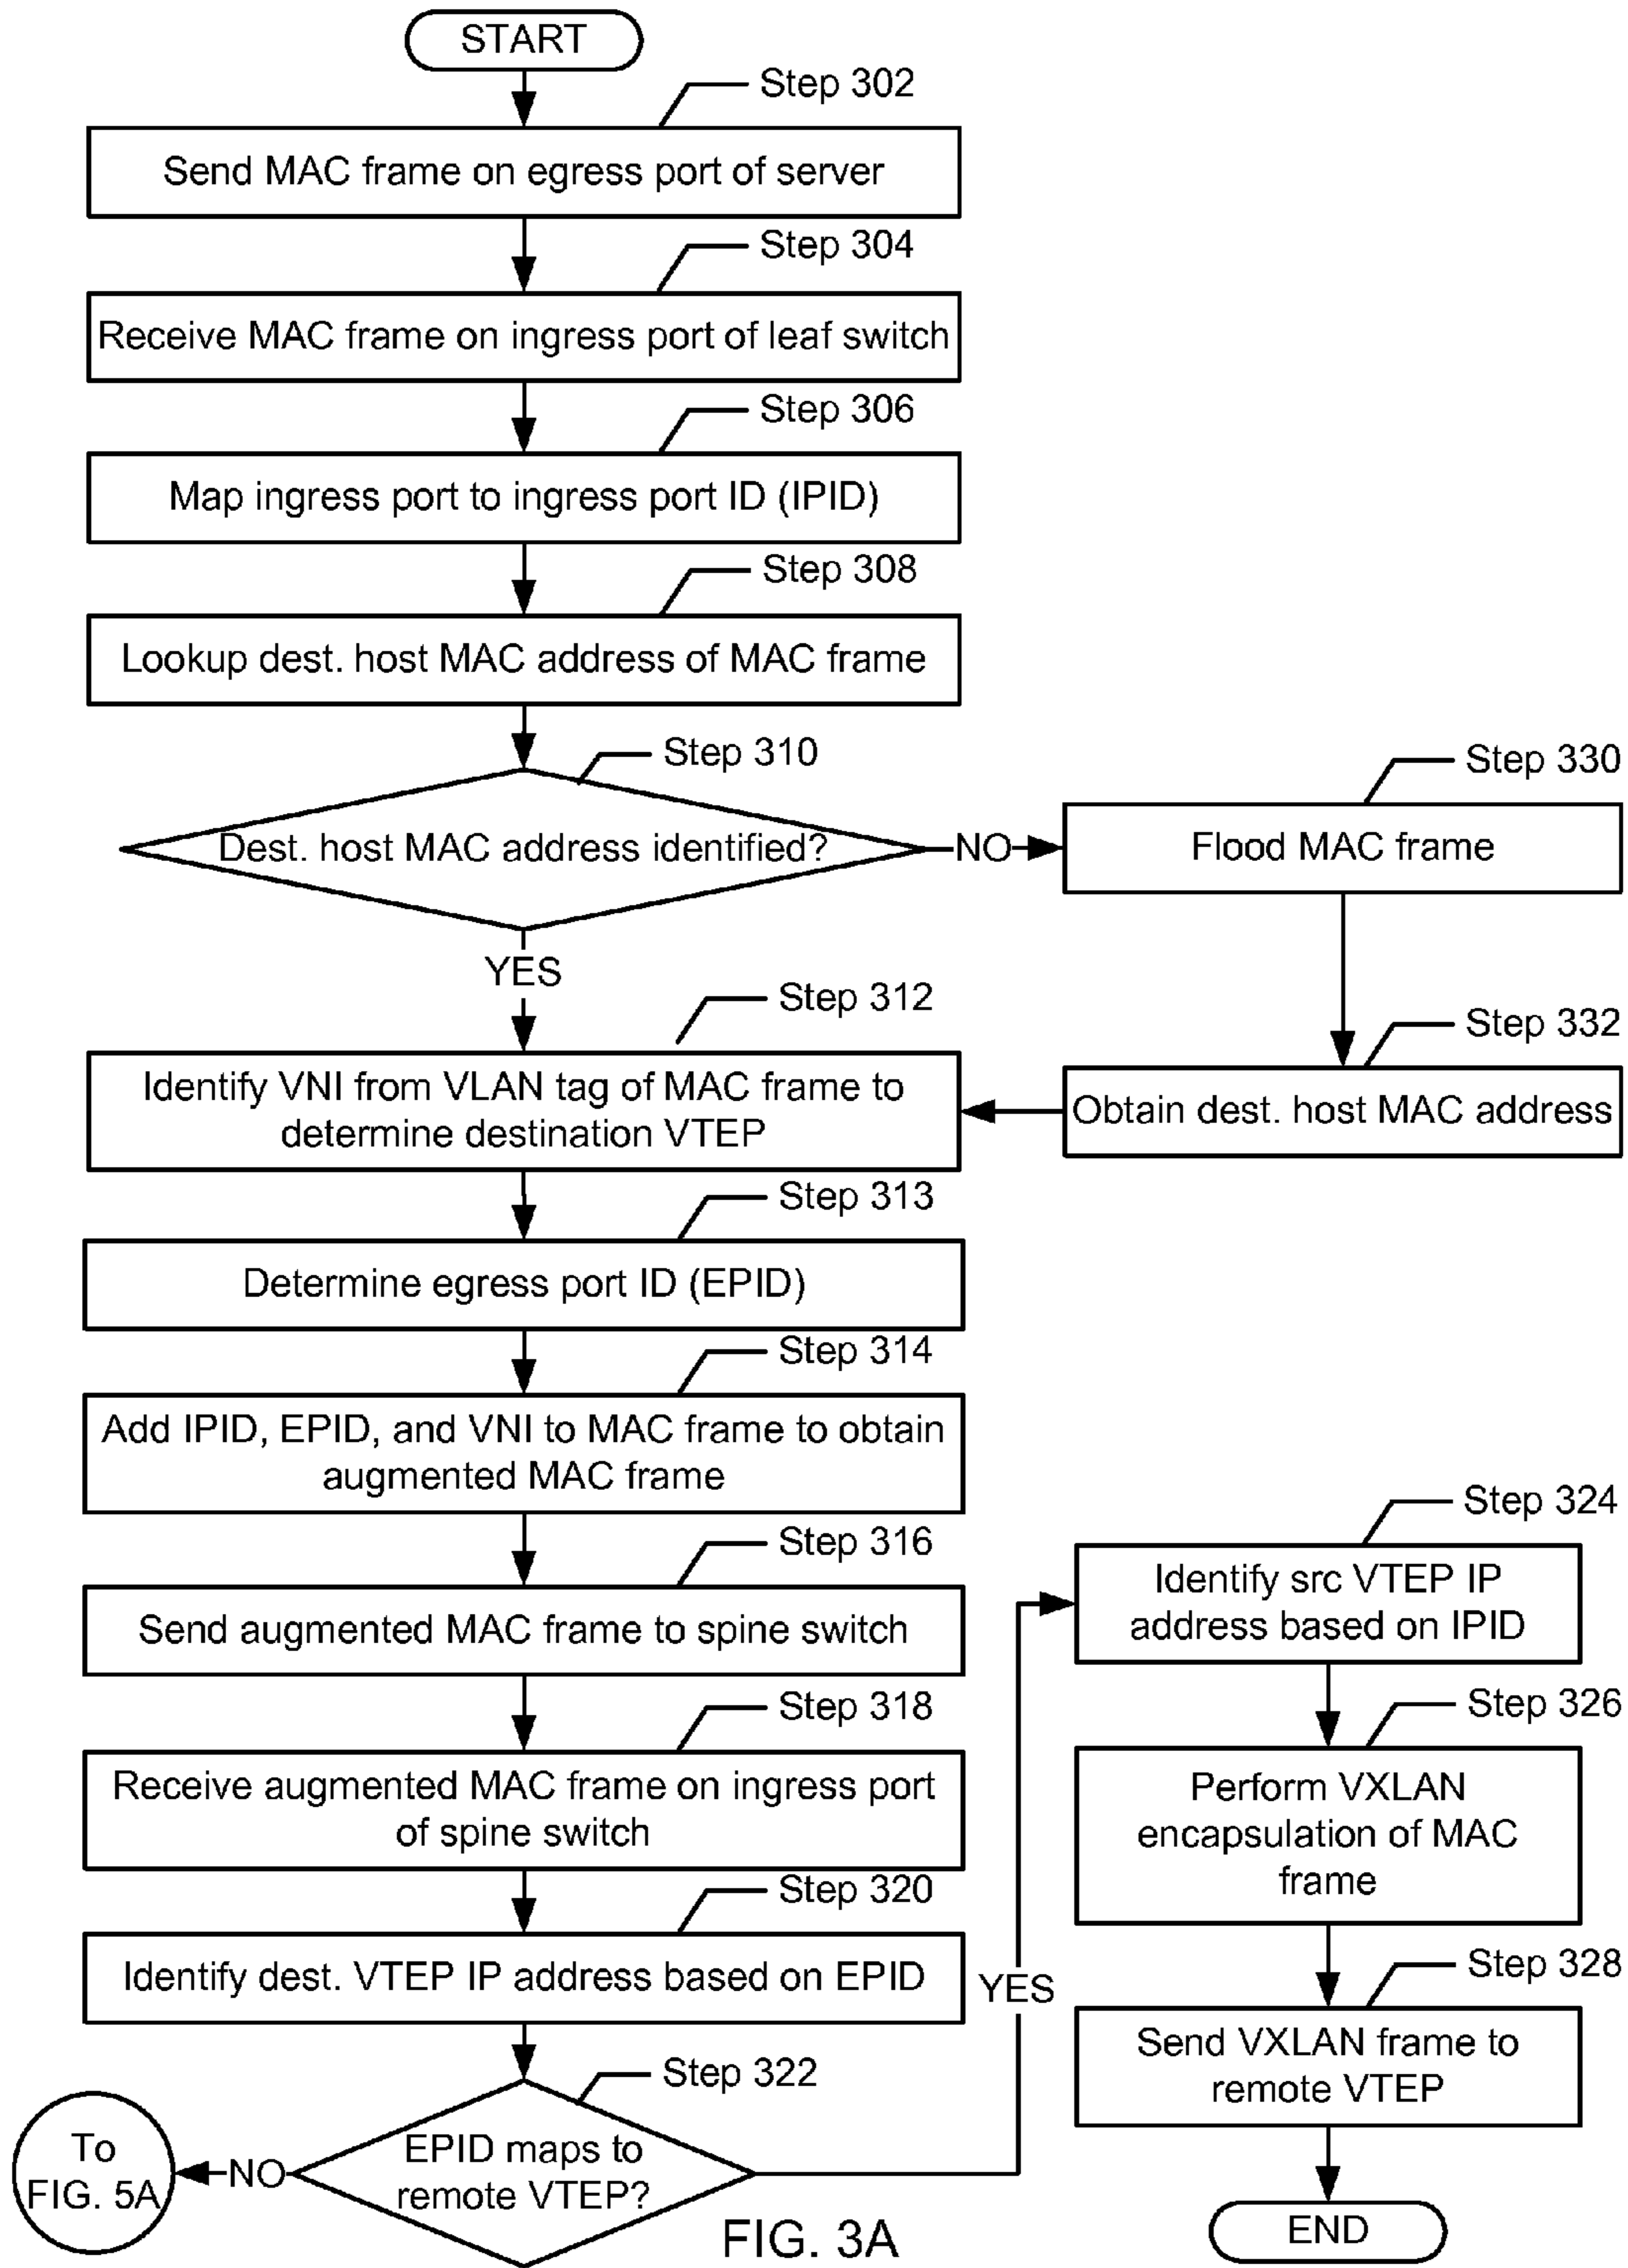 START
Step 302
Send MAC frame on egress port of server
Step 304
Receive MAC frame on ingress port of leaf switch
Step 306
Map ingress port to ingress port ID (IPID)
Step 308
Lookup dest. host MAC address of MAC frame
Step 310
Dest. host MAC address identified?
NO
Step 330
Flood MAC frame
YES
Step 332
Obtain dest. host MAC address
Step 312
Identify VNI from VLAN tag of MAC frame to
determine destination VTEP
Step 313
Determine egress port ID (EPID)
Step 314
Add IPID, EPID, and VNI to MAC frame to obtain
augmented MAC frame
Step 316
Send augmented MAC frame to spine switch
Step 318
Receive augmented MAC frame on ingress port
of spine switch
Step 320
Identify dest. VTEP IP address based on EPID
Step 322
EPID maps to
remote VTEP?
NO
To
FIG. 5A
YES
Step 324
Identify src VTEP IP
address based on IPID
Step 326
Perform VXLAN
encapsulation of MAC
frame
Step 328
Send VXLAN frame to
remote VTEP
END
FIG. 3A